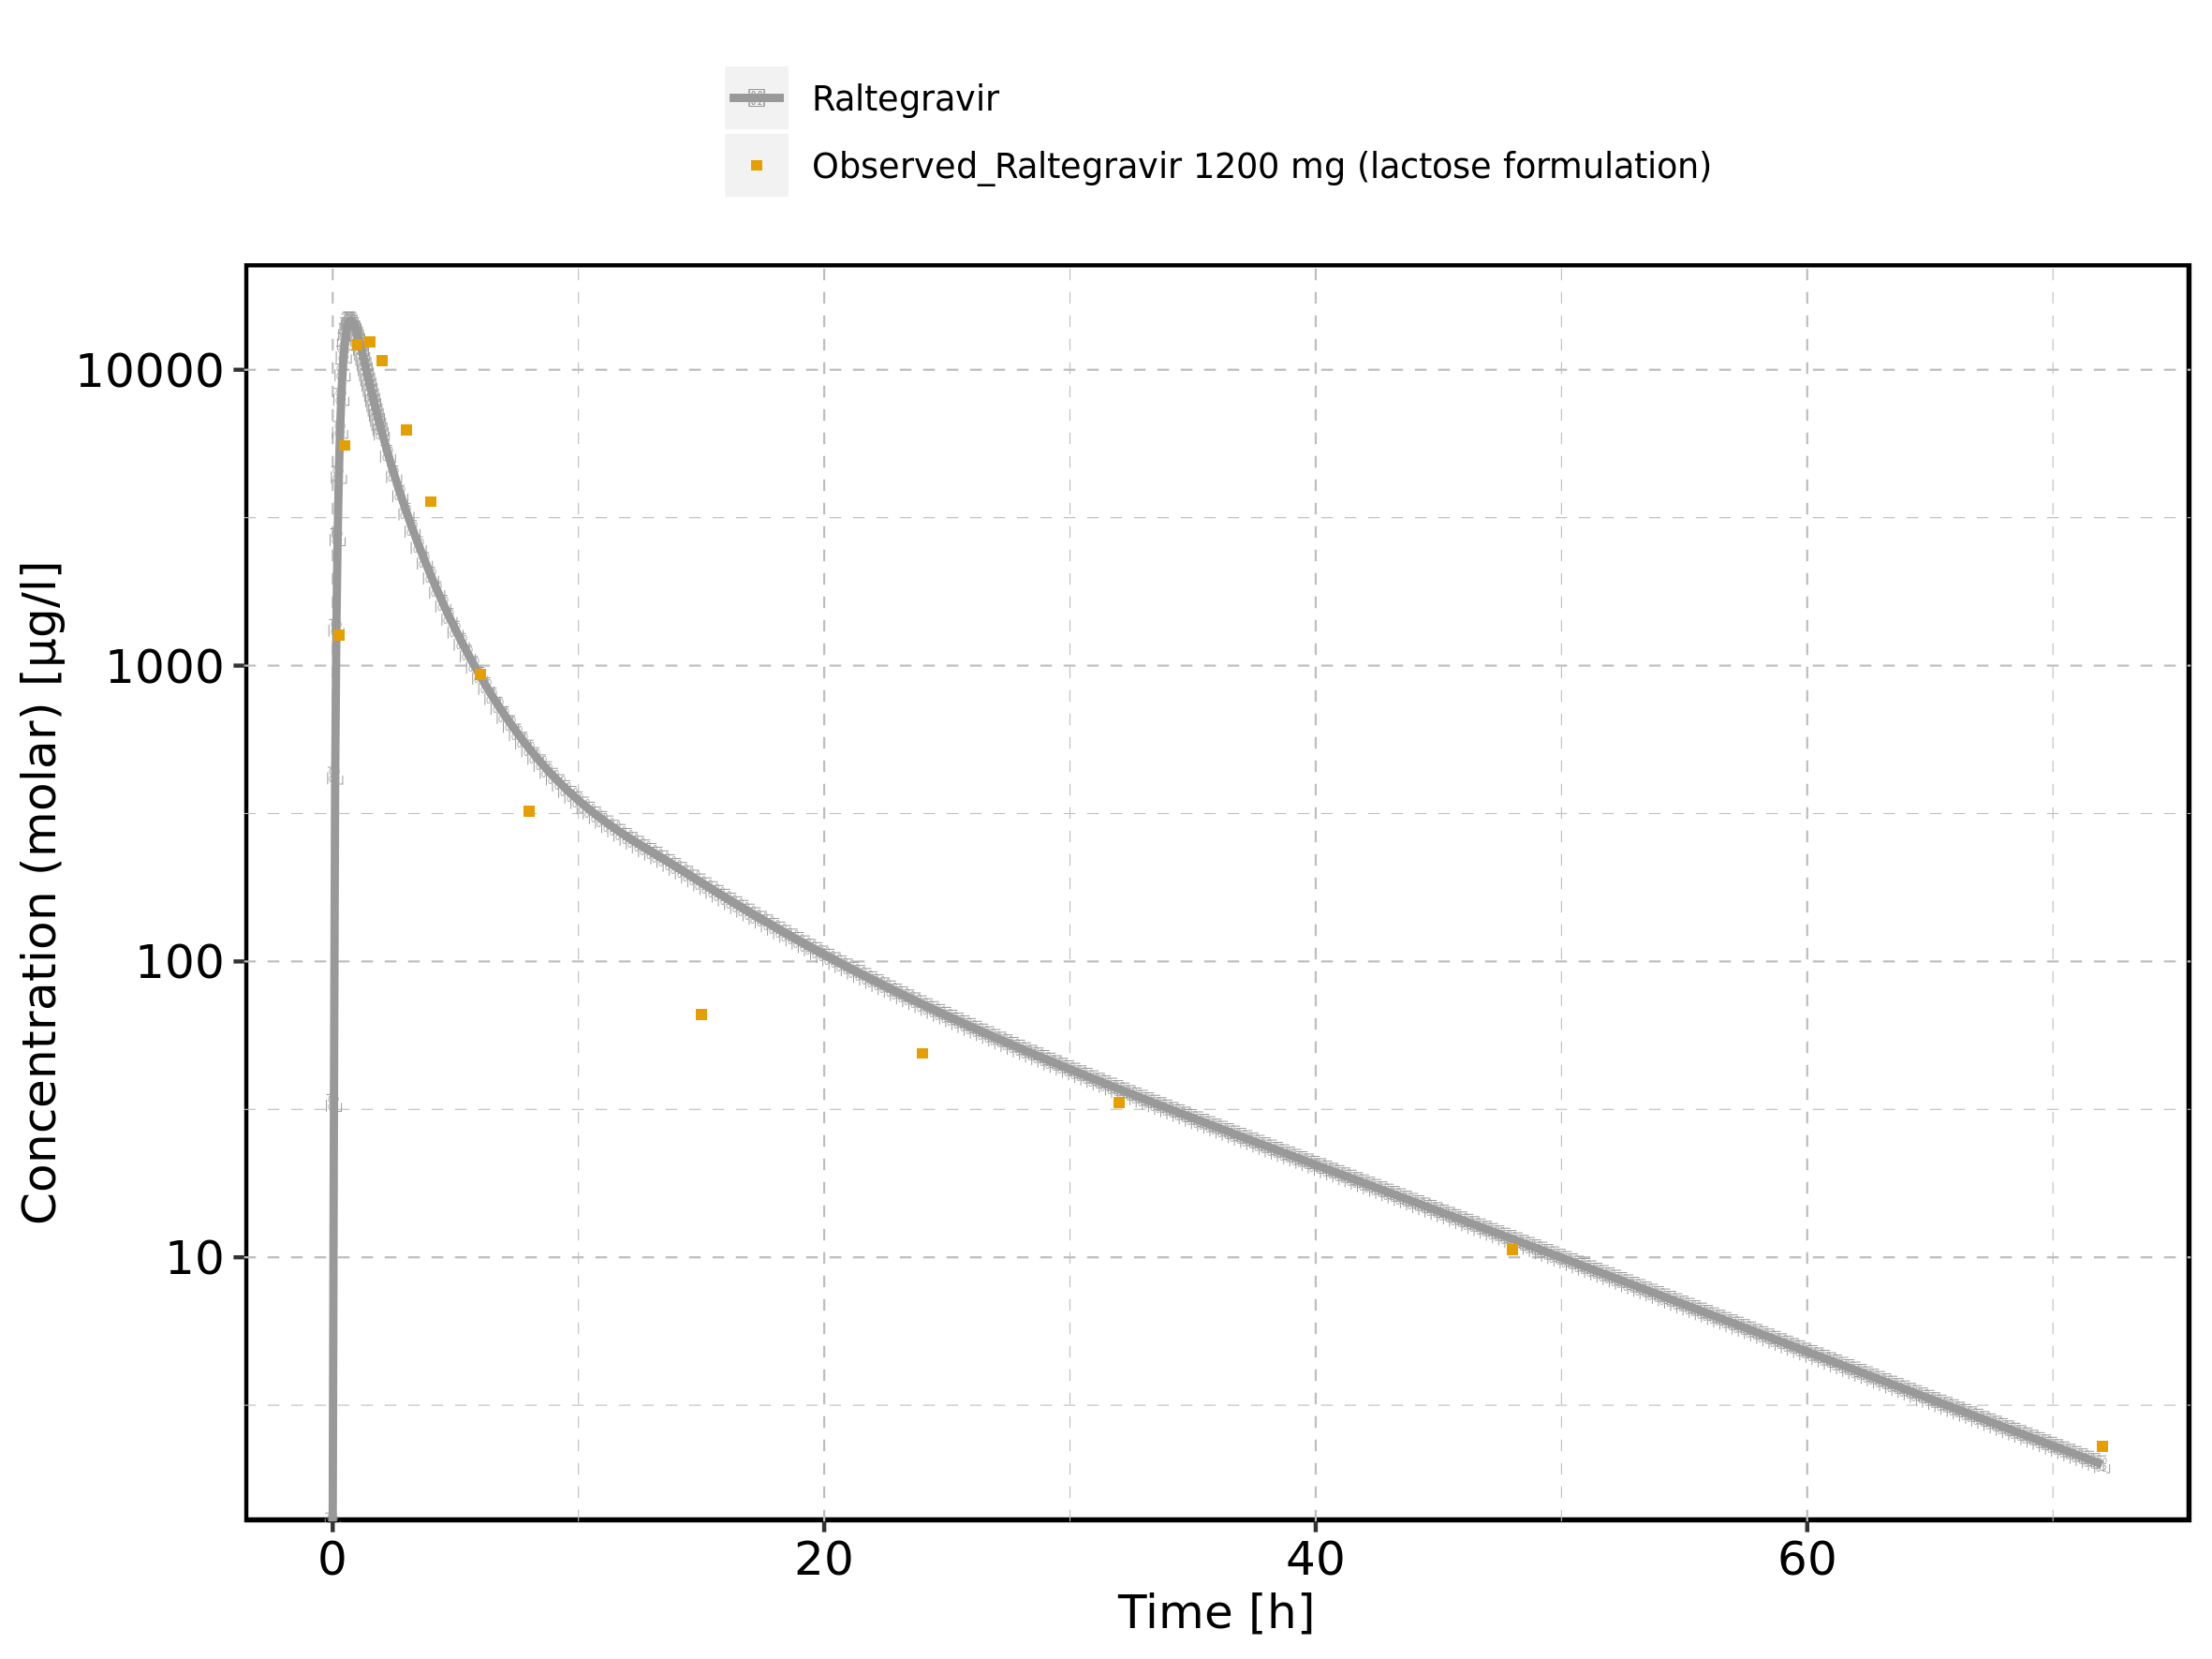 Raltegravir
Observed_Raltegravir 1200 mg (lactose formulation)
Concentration (molar) [µg/l]
10000
1000
100
10
0 20 40 60
Time [h]